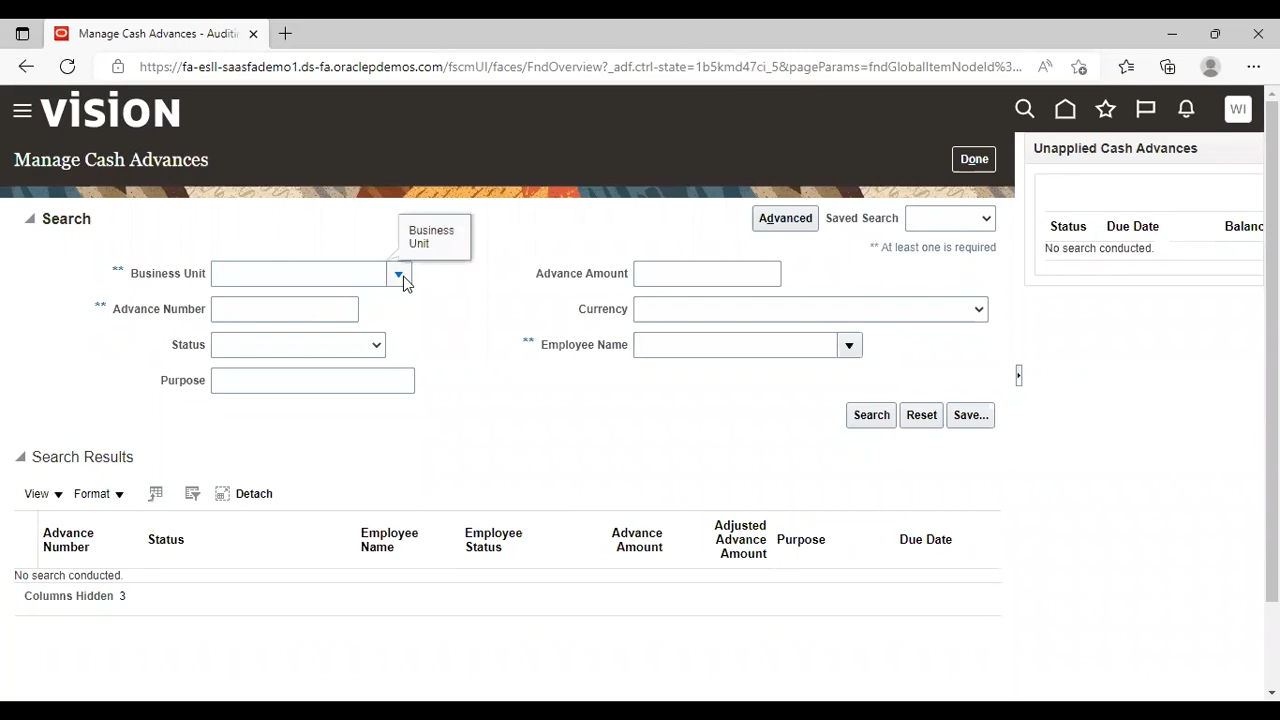 Manage Cash Advances - Auditi
https://fa-esll-saasfademo1.ds-fa.oraclepdemos.com/fscmUI/faces/FndOverview?_adf.ctrl-state=1b5kmd47ci_5&pageParams=fndGlobalItemNodeId%3...
VISION
WI
Manage Cash Advances
Done
Unapplied Cash Advances
Search
Advanced
Saved Search
Business Unit
** At least one is required
Status
Due Date
Balanc
No search conducted.
** Business Unit
Advance Amount
** Advance Number
Currency
Status
** Employee Name
Purpose
Search
Reset
Save...
Search Results
View
Format
Detach
Advance Number
Status
Employee Name
Employee Status
Advance Amount
Adjusted Advance Amount
Purpose
Due Date
No search conducted.
Columns Hidden 3